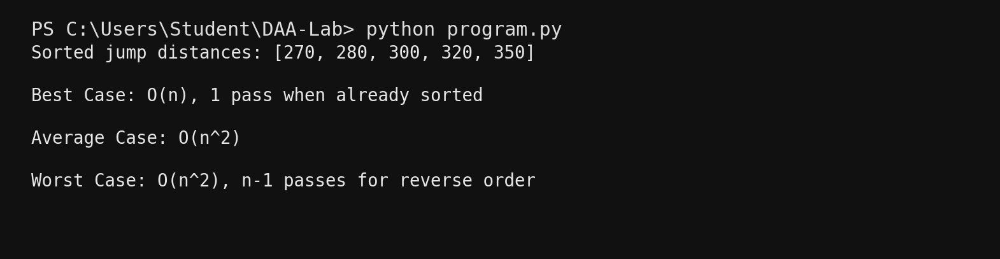 PS C:\Users\Student\DAA-Lab> python program.py
Sorted jump distances: [270, 280, 300, 320, 350]
Best Case: O(n), 1 pass when already sorted
Average Case: O(n^2)
Worst Case: O(n^2), n-1 passes for reverse order